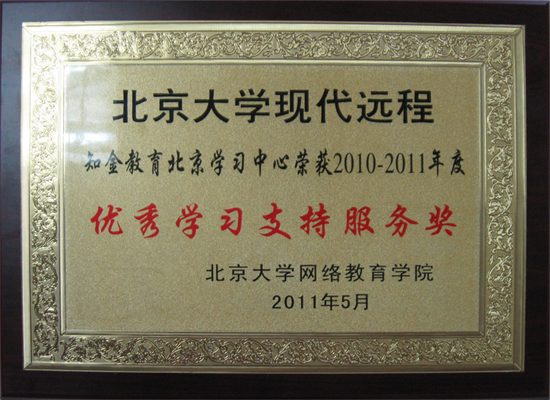 北京大学现代远程
知金教育北京学习中心荣获2010-2011年度
优秀学习支持服务奖
北京大学网络教育学院
2011年5月